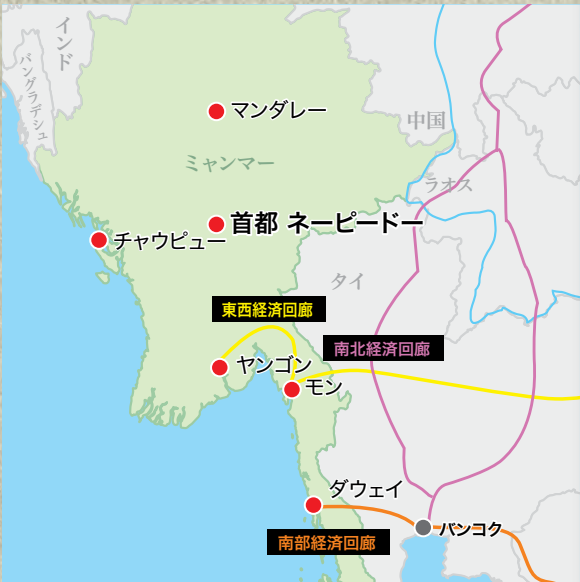 インド
バングラデシュ
マンダレー
中国
ミャンマー
ラオス
首都 ネーピードー
チャウピュー
タイ
東西経済回廊
南北経済回廊
ヤンゴン
モン
ダウェイ
バンコク
南部経済回廊